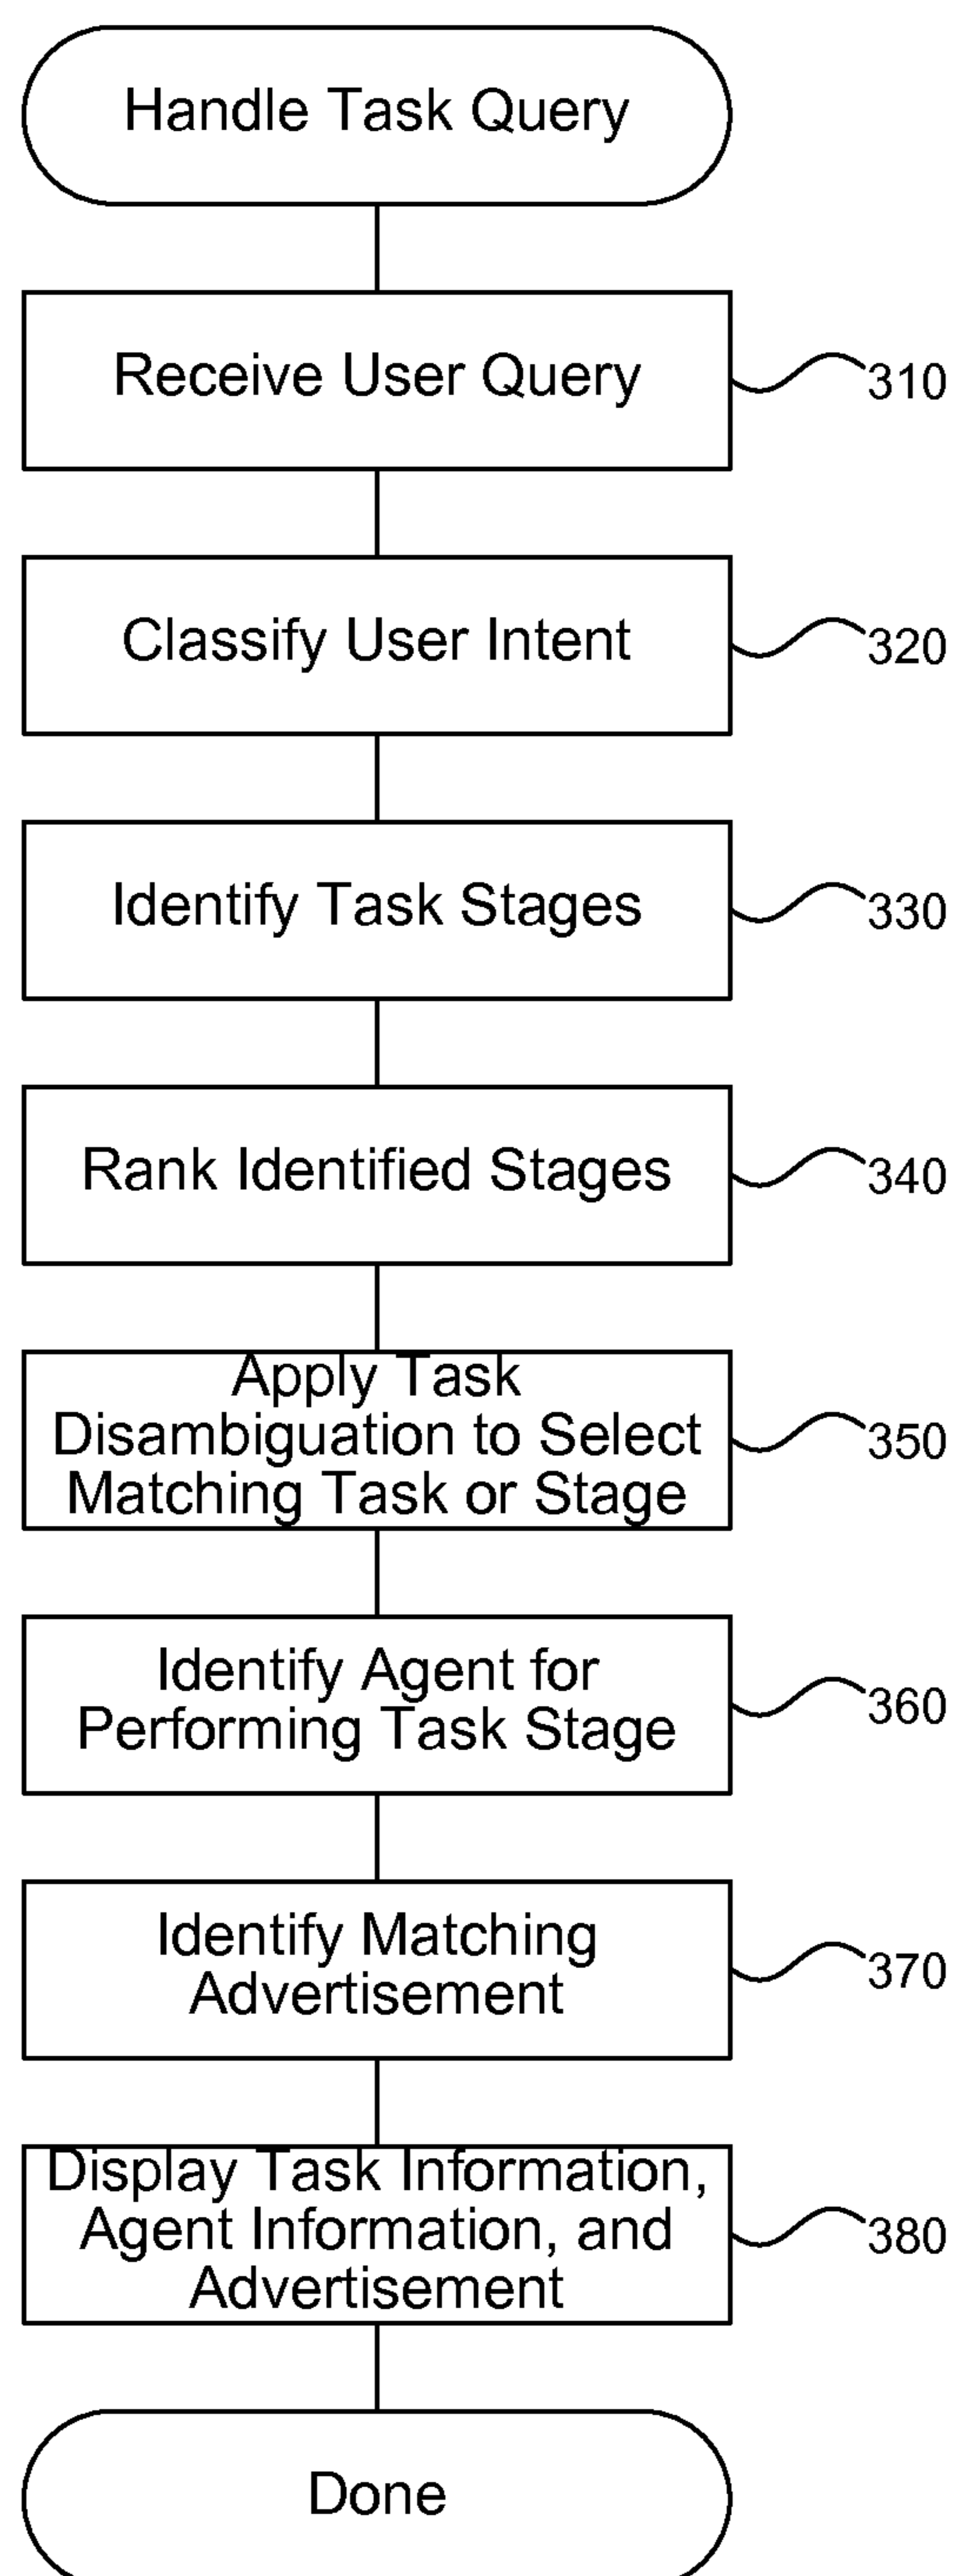 Handle Task Query
Receive User Query
310
Classify User Intent
320
Identify Task Stages
330
Rank Identified Stages
340
Apply Task
Disambiguation to Select
Matching Task or Stage
350
Identify Agent for
Performing Task Stage
360
Identify Matching
Advertisement
370
Display Task Information,
Agent Information, and
Advertisement
380
Done